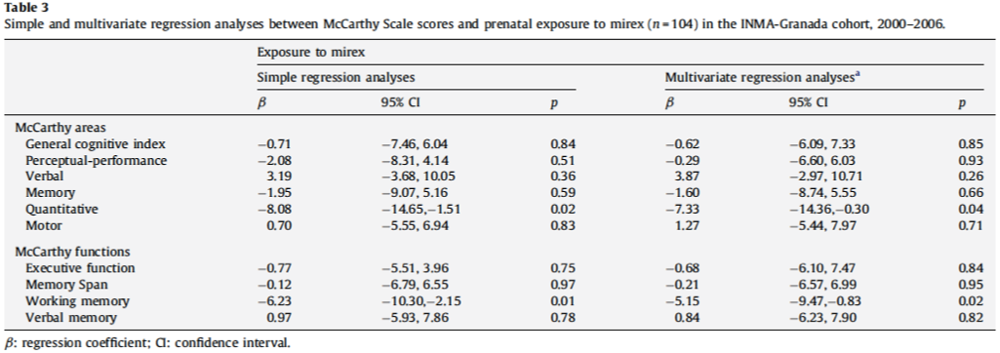 Table 3
Simple and multivariate regression analyses between McCarthy Scale scores and prenatal exposure to mirex (n = 104) in the INMA-Granada cohort, 2000–2006.
Exposure to mirex
Simple regression analyses Multivariate regression analysesᵃ
β 95% CI p β 95% CI p
McCarthy areas
General cognitive index −0.71 −7.46, 6.04 0.84 −0.62 −6.09, 7.33 0.85
Perceptual-performance −2.08 −8.31, 4.14 0.51 −0.29 −6.60, 6.03 0.93
Verbal 3.19 −3.68, 10.05 0.36 3.87 −2.97, 10.71 0.26
Memory −1.95 −9.07, 5.16 0.59 −1.60 −8.74, 5.55 0.66
Quantitative −8.08 −14.65,−1.51 0.02 −7.33 −14.36,−0.30 0.04
Motor 0.70 −5.55, 6.94 0.83 1.27 −5.44, 7.97 0.71
McCarthy functions
Executive function −0.77 −5.51, 3.96 0.75 −0.68 −6.10, 7.47 0.84
Memory Span −0.12 −6.79, 6.55 0.97 −0.21 −6.57, 6.99 0.95
Working memory −6.23 −10.30,−2.15 0.01 −5.15 −9.47,−0.83 0.02
Verbal memory 0.97 −5.93, 7.86 0.78 0.84 −6.23, 7.90 0.82
β: regression coefficient; CI: confidence interval.